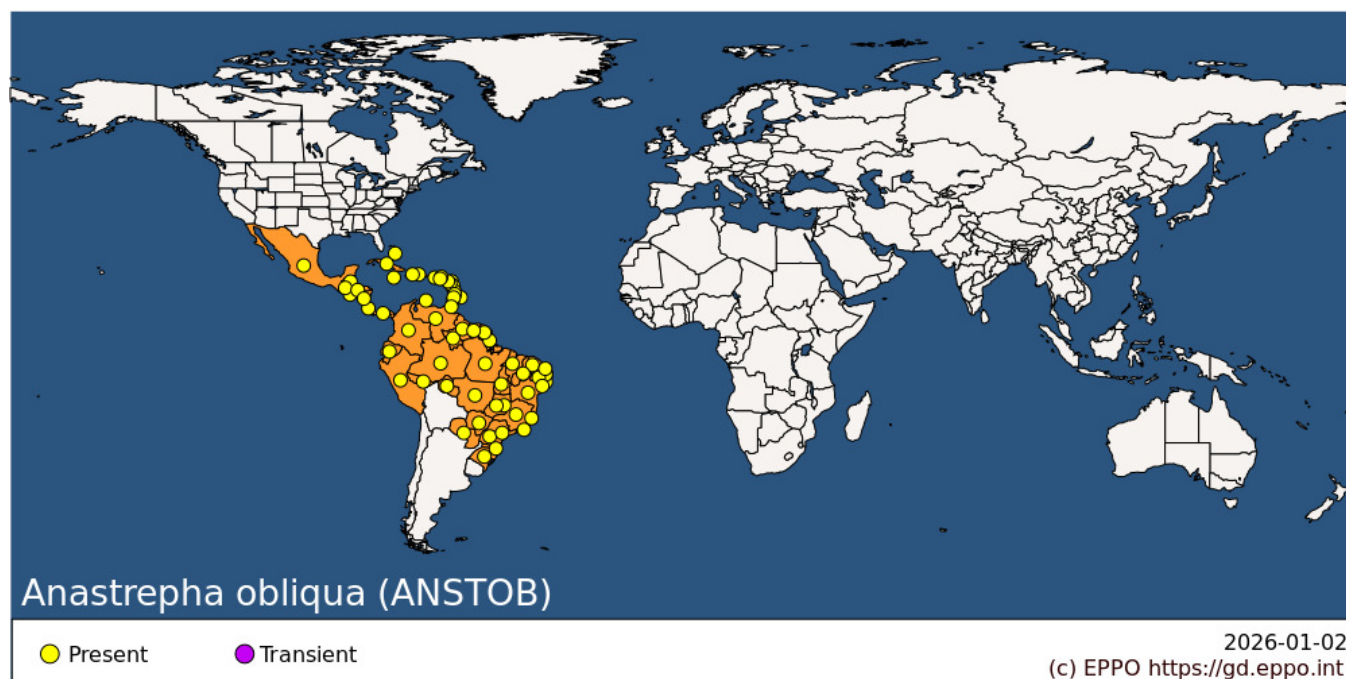 Anastrepha obliqua (ANSTOB)
Present
Transient
2026-01-02
(c) EPPO https://gd.eppo.int